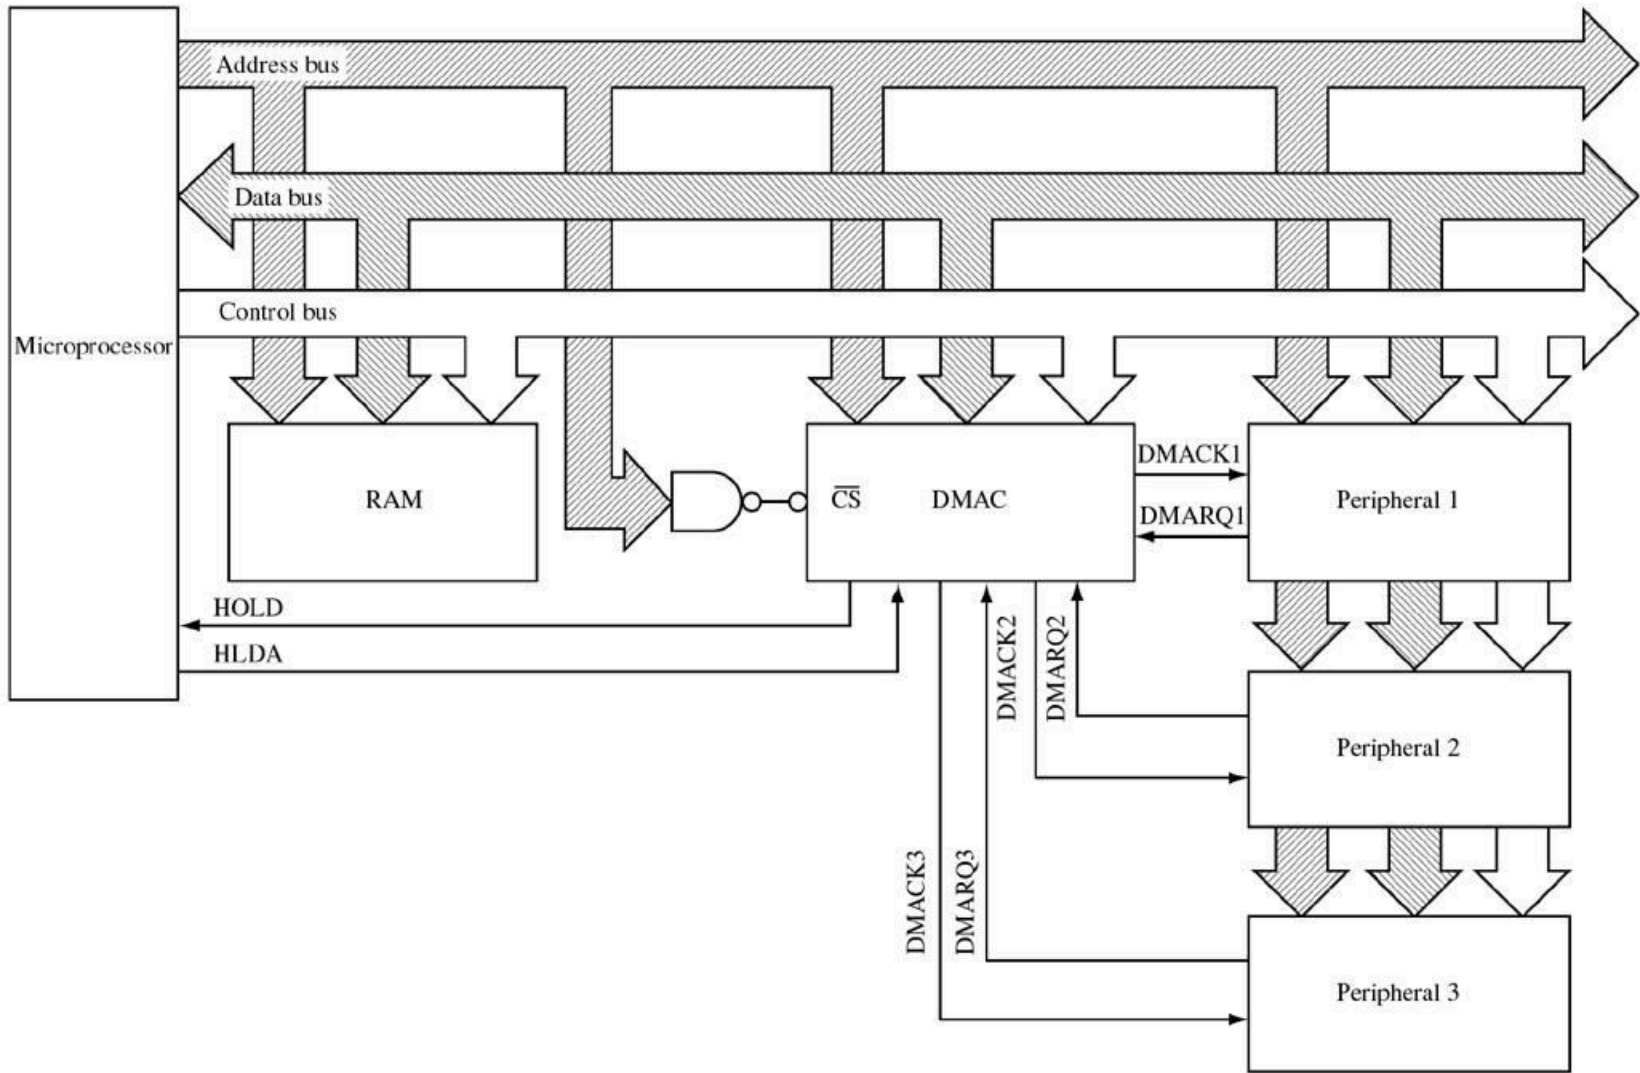 Address bus
Data bus
Control bus
Microprocessor
RAM
CS
DMAC
DMACK1
DMARQ1
Peripheral 1
HOLD
HLDA
DMACK2
DMARQ2
Peripheral 2
DMACK3
DMARQ3
Peripheral 3